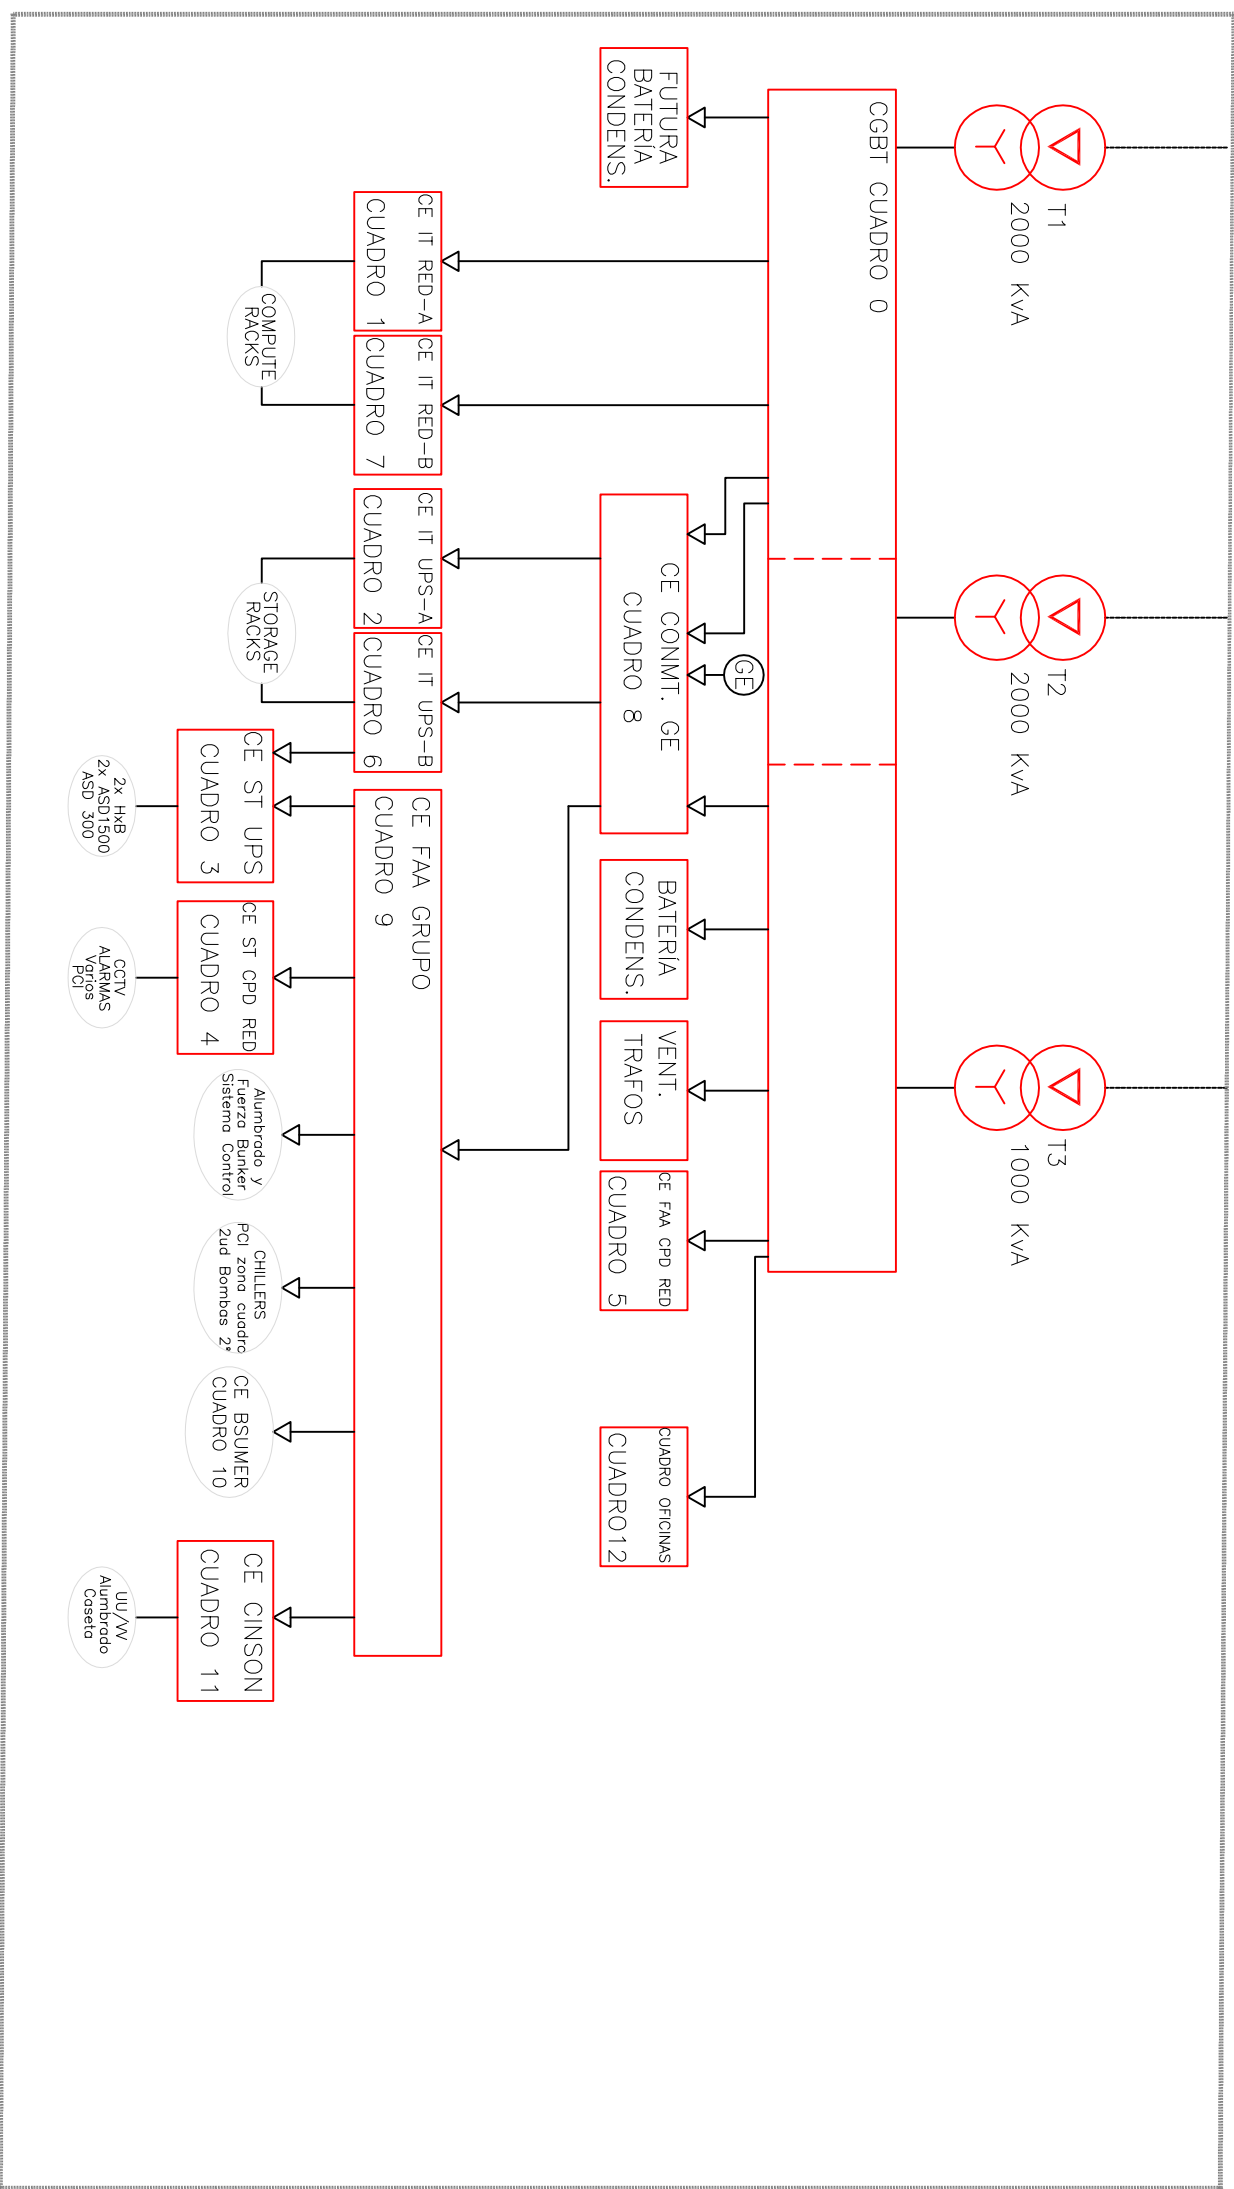 T1
2000 KvA
T2
2000 KvA
T3
1000 KvA
CGBT CUADRO 0
FUTURA
BATERÍA
CONDENS.
GE
CE CONMT. GE
CUADRO 8
BATERÍA
CONDENS.
VENT.
TRAFOS
CE FAA CPD RED
CUADRO 5
CUADRO OFICINAS
CUADRO12
CE IT RED-A
CUADRO 1
CE IT RED-B
CUADRO 7
CE IT UPS-A
CUADRO 2
CE IT UPS-B
CUADRO 6
CE FAA GRUPO
CUADRO 9
COMPUTE
RACKS
STORAGE
RACKS
CE ST UPS
CUADRO 3
CE ST CPD RED
CUADRO 4
Alumbrado y
Fuerza Bunker
Sistema Control
CHILLERS
PCI zona cuadro
2ud Bombas 2º
CE BSUMER
CUADRO 10
CE CINSON
CUADRO 11
2x HxB
2x ASD1500
ASD 300
CCTV
ALARMAS
Varios
PCI
UU/VV
Alumbrado
Caseta